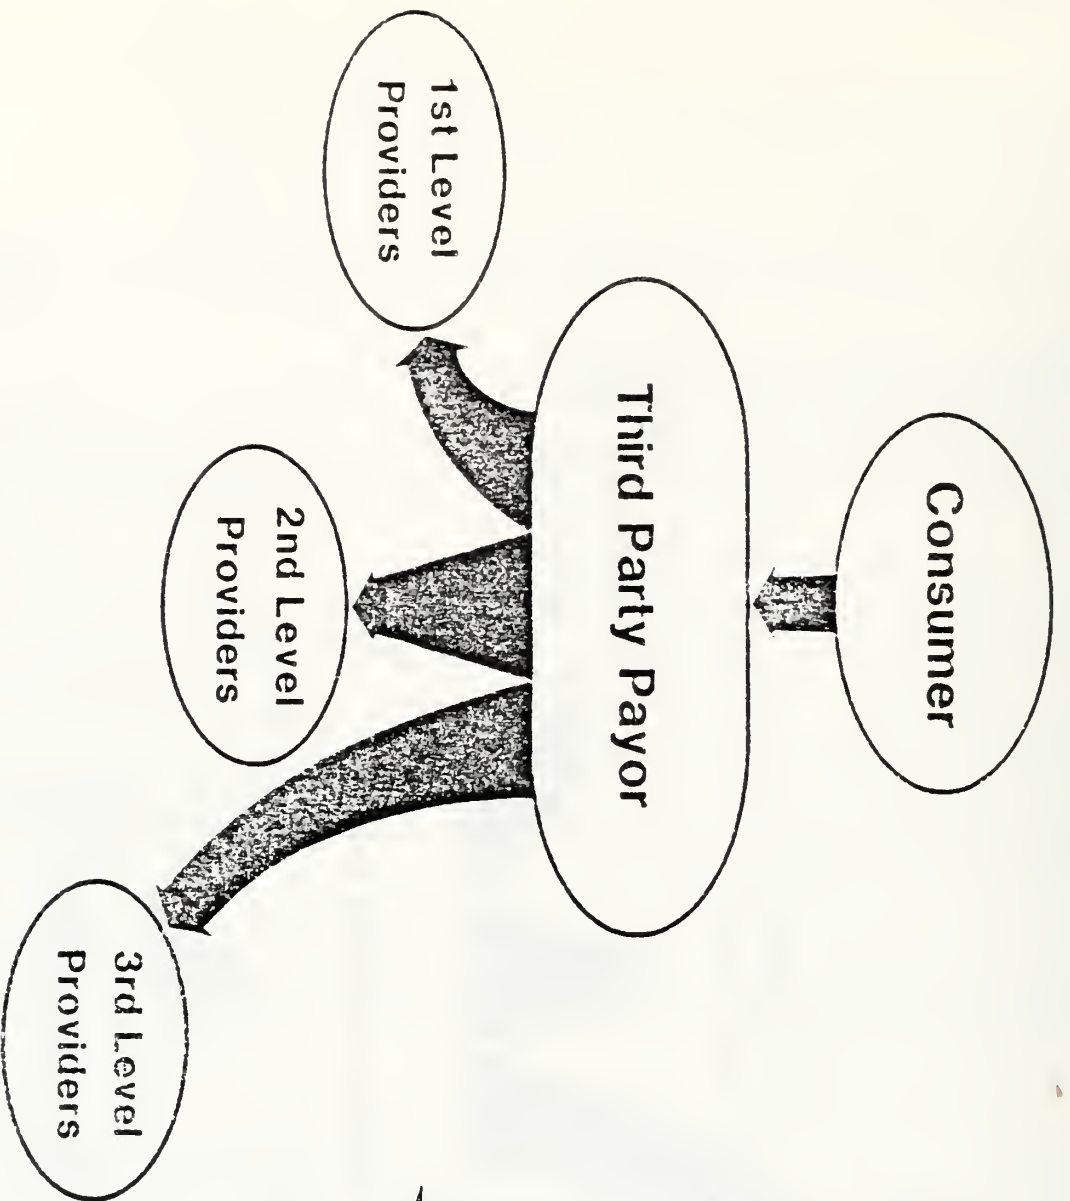 Consumer
Third Party Payor
1st Level
Providers
2nd Level
Providers
3rd Level
Providers